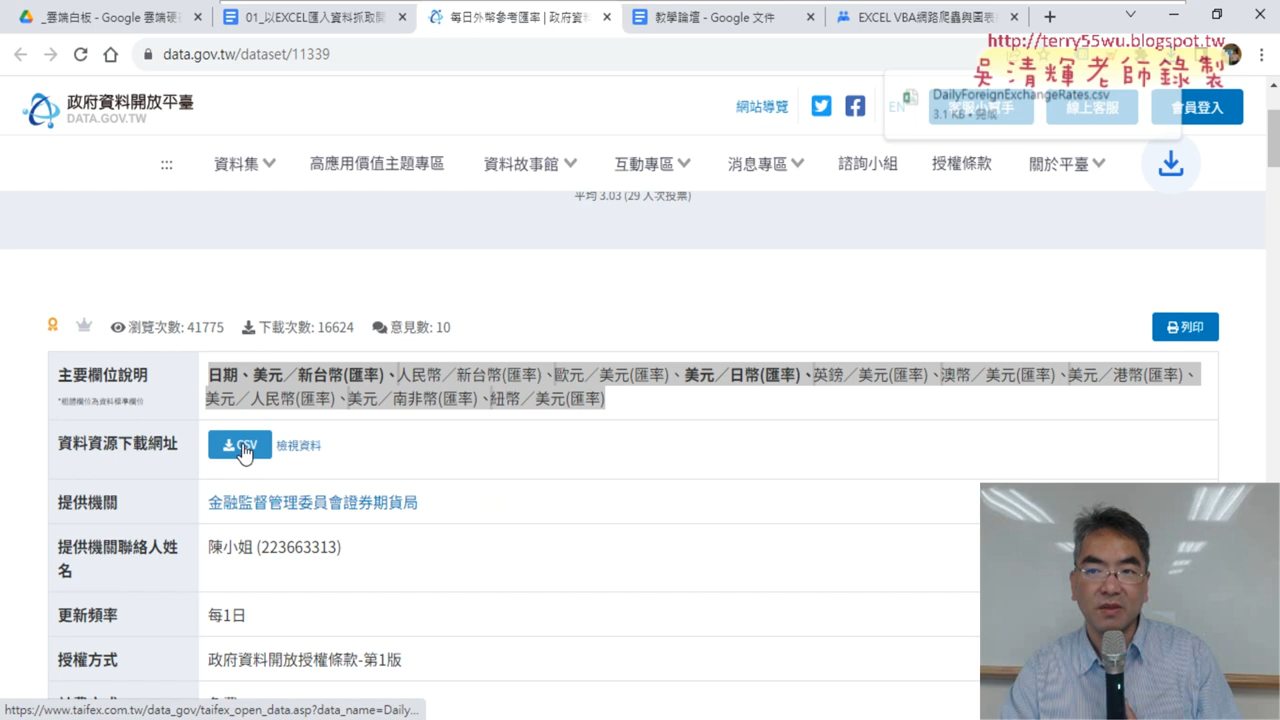 _雲端白板 - Google 雲端硬
01_以EXCEL匯入資料抓取開
每日外幣參考匯率 | 政府資
教學論壇 - Google 文件
EXCEL VBA網路爬蟲與圖表
data.gov.tw/dataset/11339
http://terry55wu.blogspot.tw
吳清輝老師錄製
DailyForeignExchangeRates.csv
3.1 KB • 完成
政府資料開放平臺
DATA.GOV.TW
網站導覽
EN
線上客服
會員登入
資料集
高應用價值主題專區
資料故事館
互動專區
消息專區
諮詢小組
授權條款
關於平臺
平均 3.03 (29 人次投票)
瀏覽次數: 41775
下載次數: 16624
意見數: 10
列印
主要欄位說明
*粗體欄位為資料標準欄位
日期、美元／新台幣(匯率)、人民幣／新台幣(匯率)、歐元／美元(匯率)、美元／日幣(匯率)、英鎊／美元(匯率)、澳幣／美元(匯率)、美元／港幣(匯率)、
美元／人民幣(匯率)、美元／南非幣(匯率)、紐幣／美元(匯率)
資料資源下載網址
CSV
檢視資料
提供機關
金融監督管理委員會證券期貨局
提供機關聯絡人姓
名
陳小姐 (223663313)
更新頻率
每1日
授權方式
政府資料開放授權條款-第1版
https://www.taifex.com.tw/data_gov/taifex_open_data.asp?data_name=Daily...